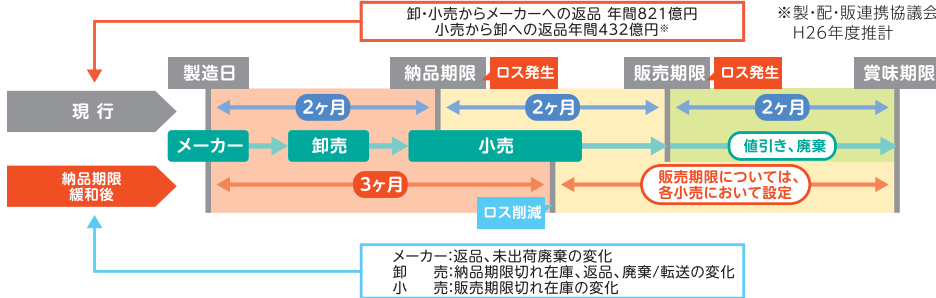 卸・小売からメーカーへの返品 年間821億円
小売から卸への返品年間432億円※
※製・配・販連携協議会
H26年度推計
製造日
納品期限
ロス発生
販売期限
ロス発生
賞味期限
現 行
2ヶ月
2ヶ月
2ヶ月
メーカー
卸売
小売
値引き、廃棄
納品期限
緩和後
3ヶ月
販売期限については、
各小売において設定
ロス削減
メーカー:返品、未出荷廃棄の変化
卸 売:納品期限切れ在庫、返品、廃棄/転送の変化
小 売:販売期限切れ在庫の変化